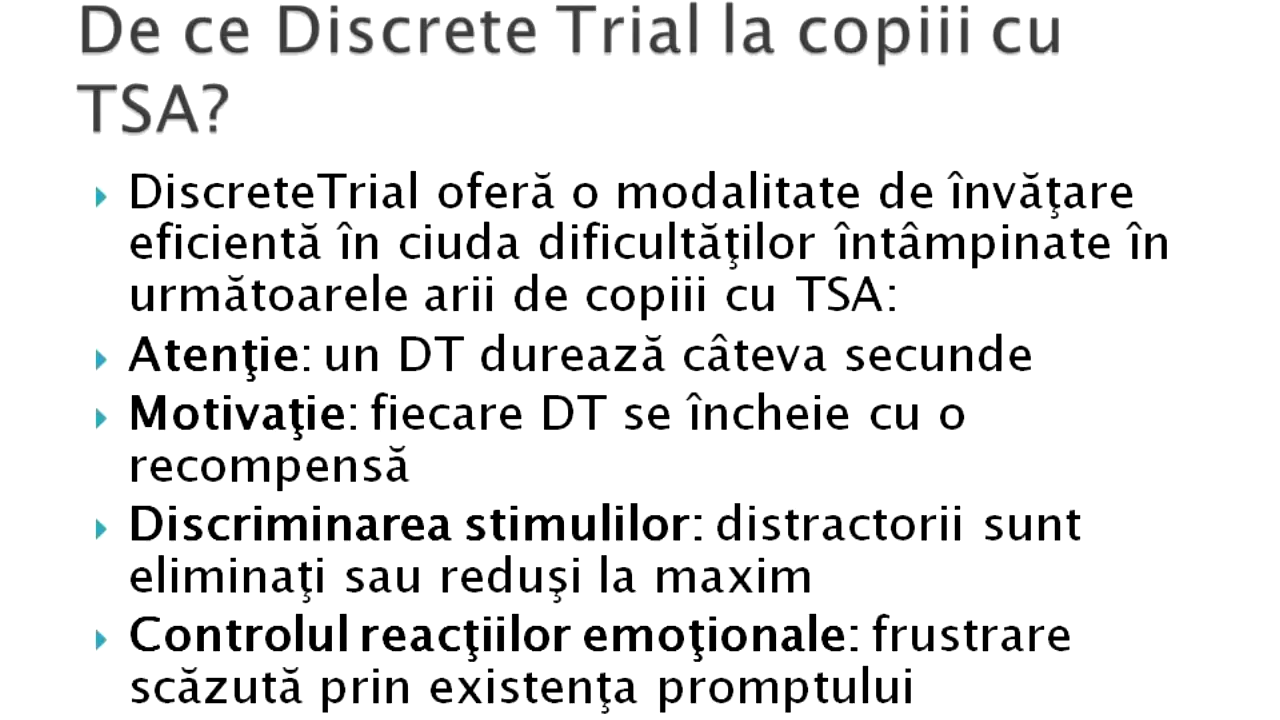 De ce Discrete Trial la copiii cu
TSA?
DiscreteTrial oferă o modalitate de învăţare
eficientă în ciuda dificultăţilor întâmpinate în
următoarele arii de copiii cu TSA:
Atenţie: un DT durează câteva secunde
Motivaţie: fiecare DT se încheie cu o
recompensă
Discriminarea stimulilor: distractorii sunt
eliminaţi sau reduşi la maxim
Controlul reacţiilor emoţionale: frustrare
scăzută prin existenţa promptului